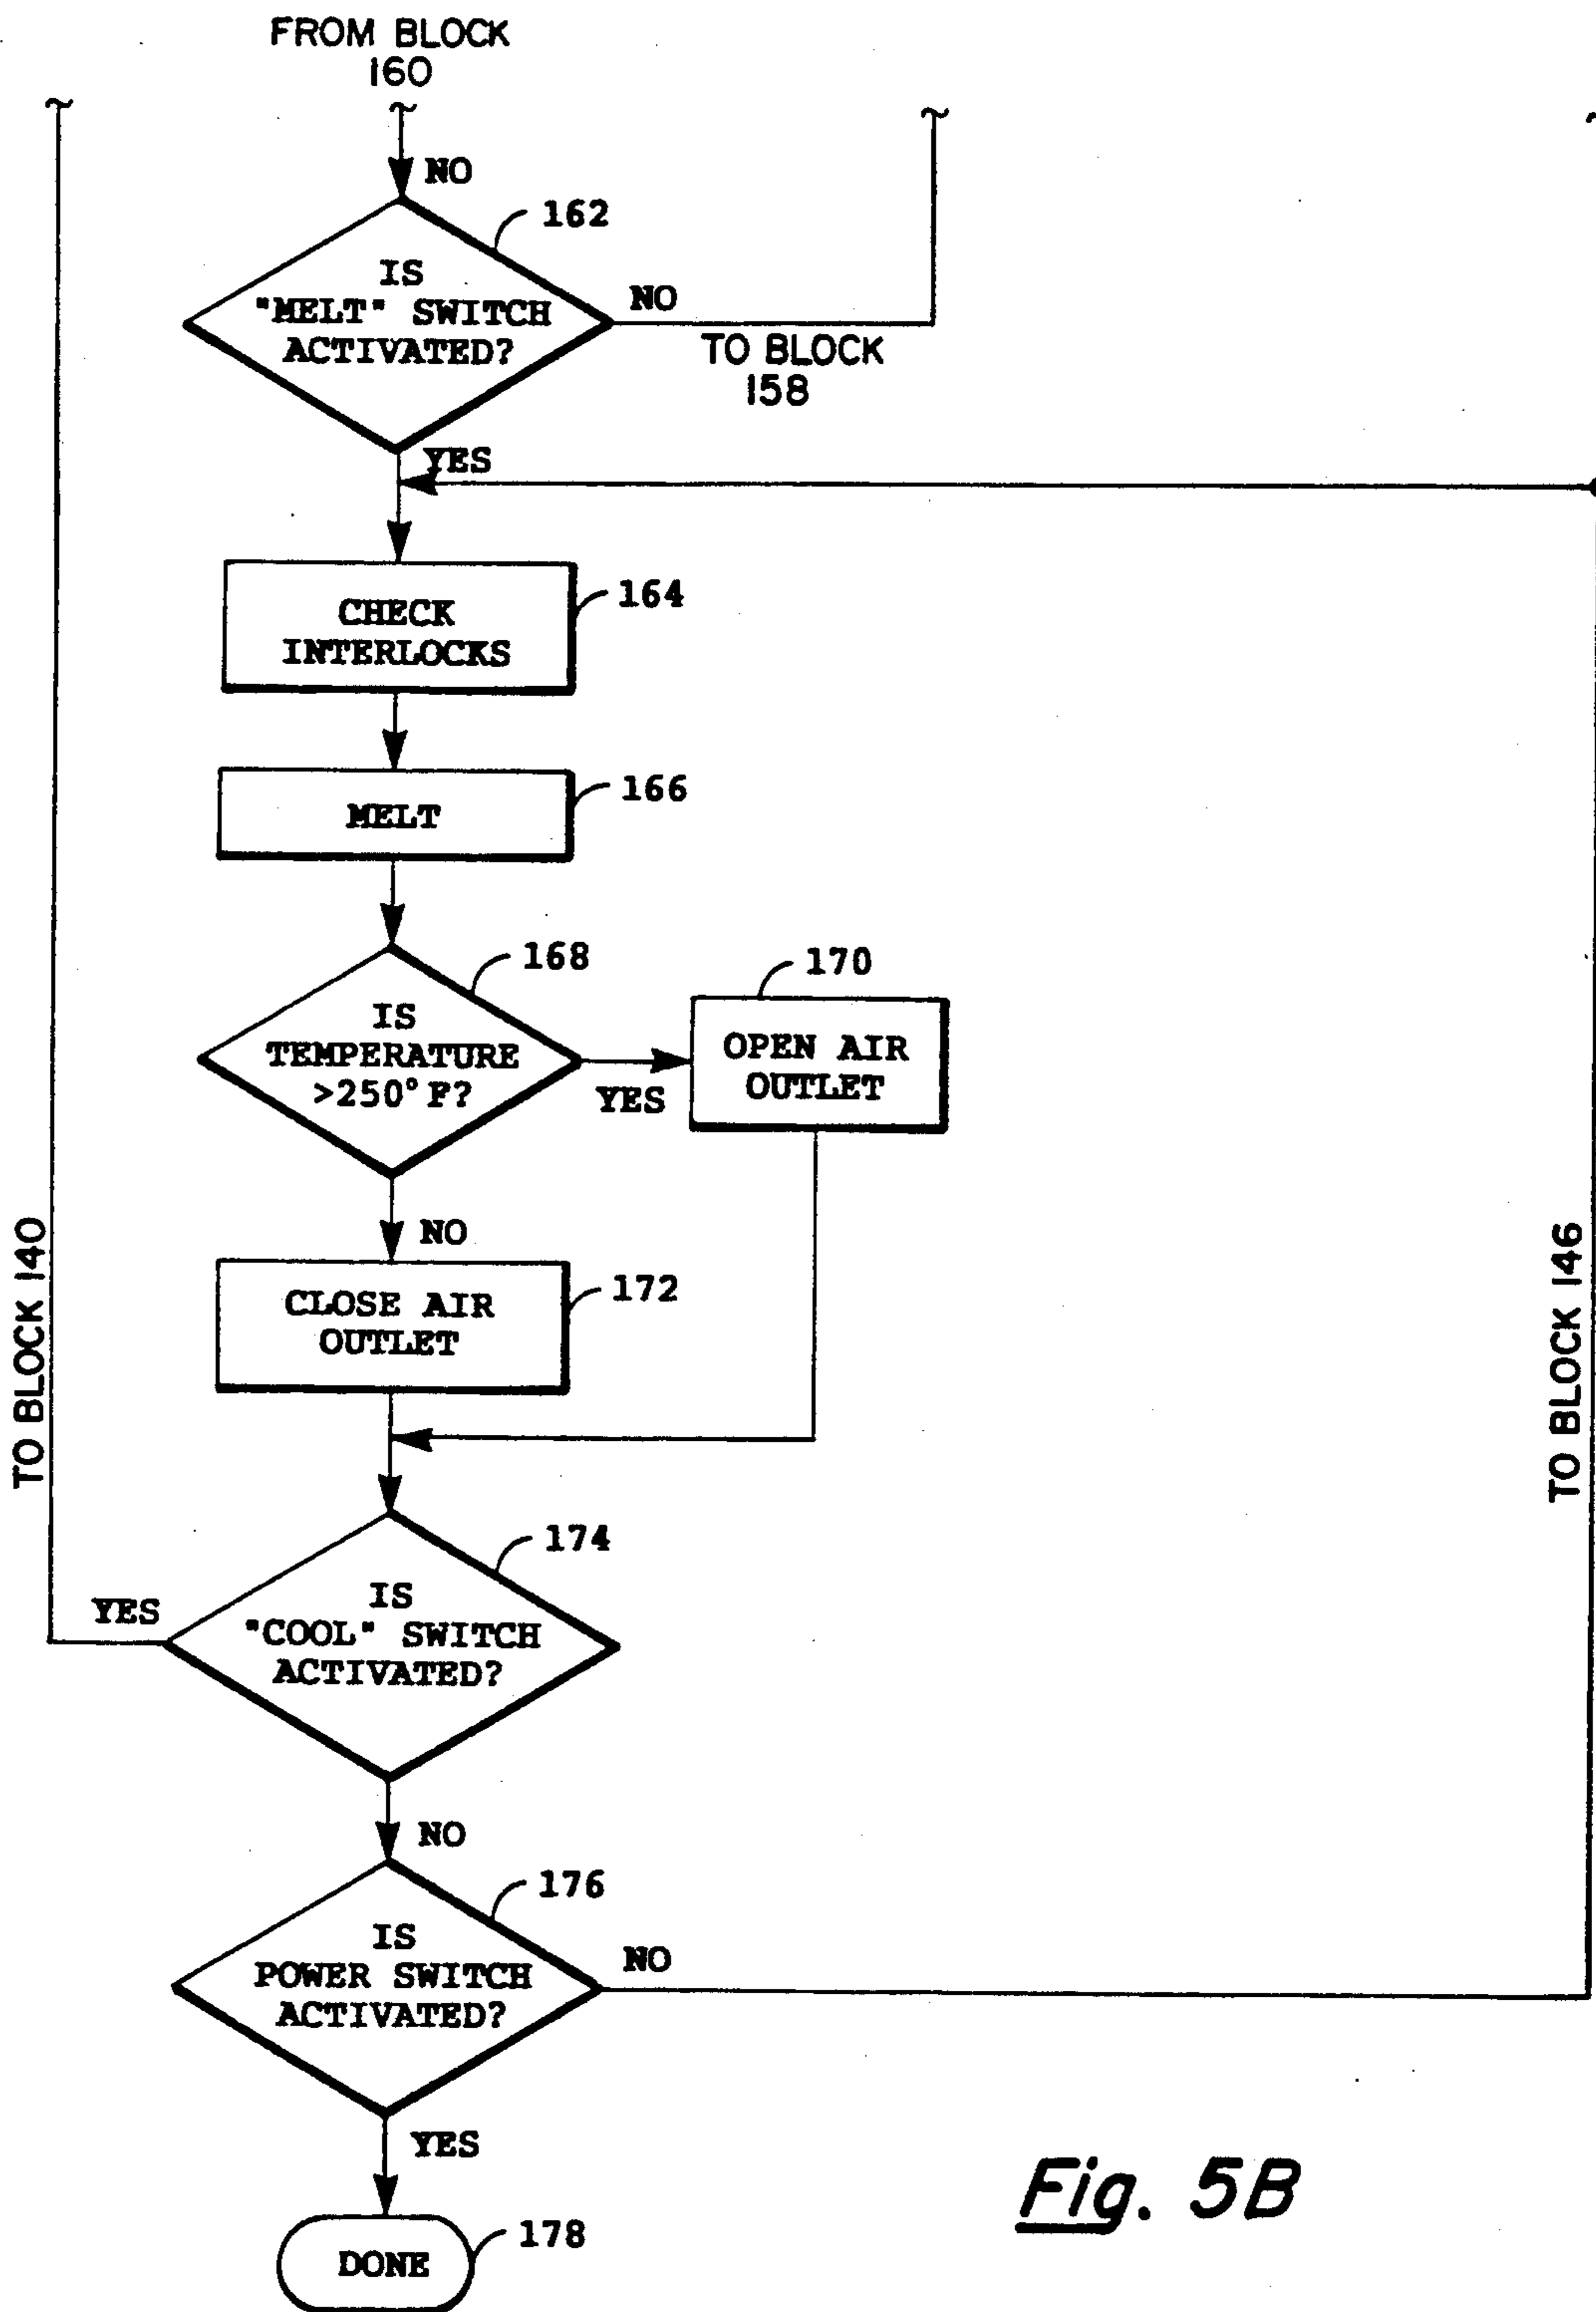 FROM BLOCK
160
NO
162
IS
"MELT" SWITCH
ACTIVATED?
NO
TO BLOCK
158
YES
CHECK
INTERLOCKS
164
MELT
166
168
IS
TEMPERATURE
>250° F?
YES
170
OPEN AIR
OUTLET
NO
CLOSE AIR
OUTLET
172
TO BLOCK 140
TO BLOCK 146
174
IS
"COOL" SWITCH
ACTIVATED?
YES
NO
176
IS
POWER SWITCH
ACTIVATED?
NO
YES
DONE
178
Fig. 5B